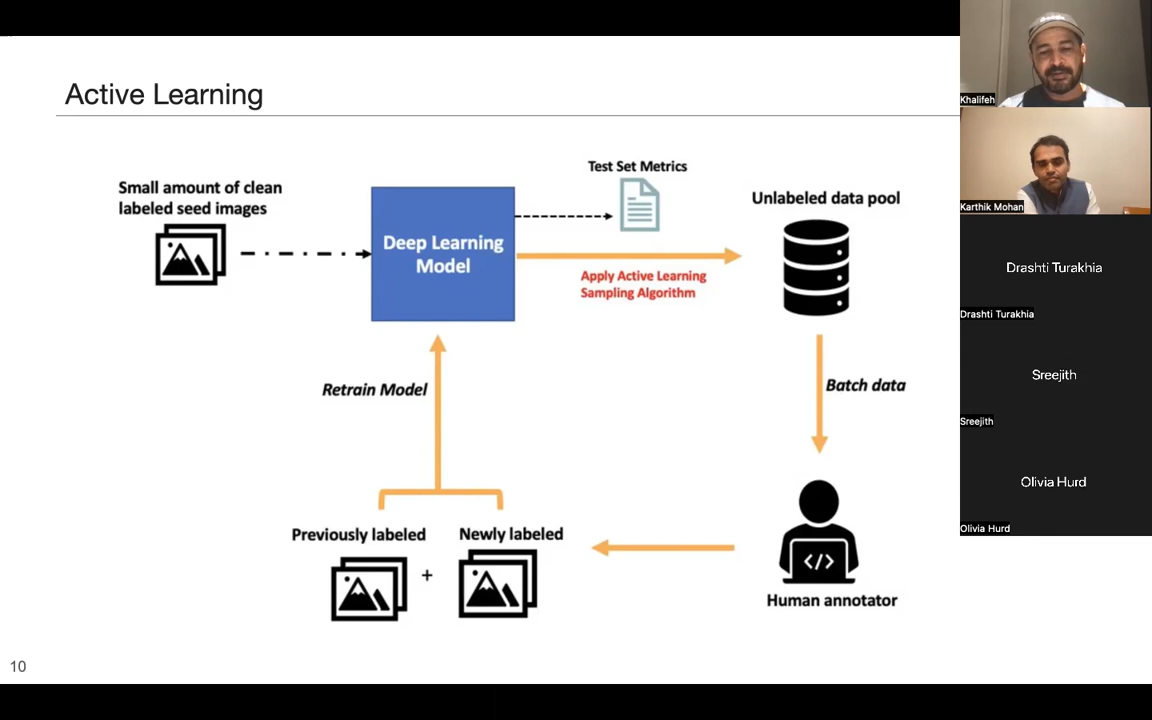 Active Learning
Small amount of clean
labeled seed images
Deep Learning
Model
Test Set Metrics
Apply Active Learning
Sampling Algorithm
Unlabeled data pool
Batch data
Human annotator
</>
Newly labeled
Previously labeled
+
Retrain Model
10
Khalifeh
Karthik Mohan
Drashti Turakhia
Drashti Turakhia
Sreejith
Sreejith
Olivia Hurd
Olivia Hurd